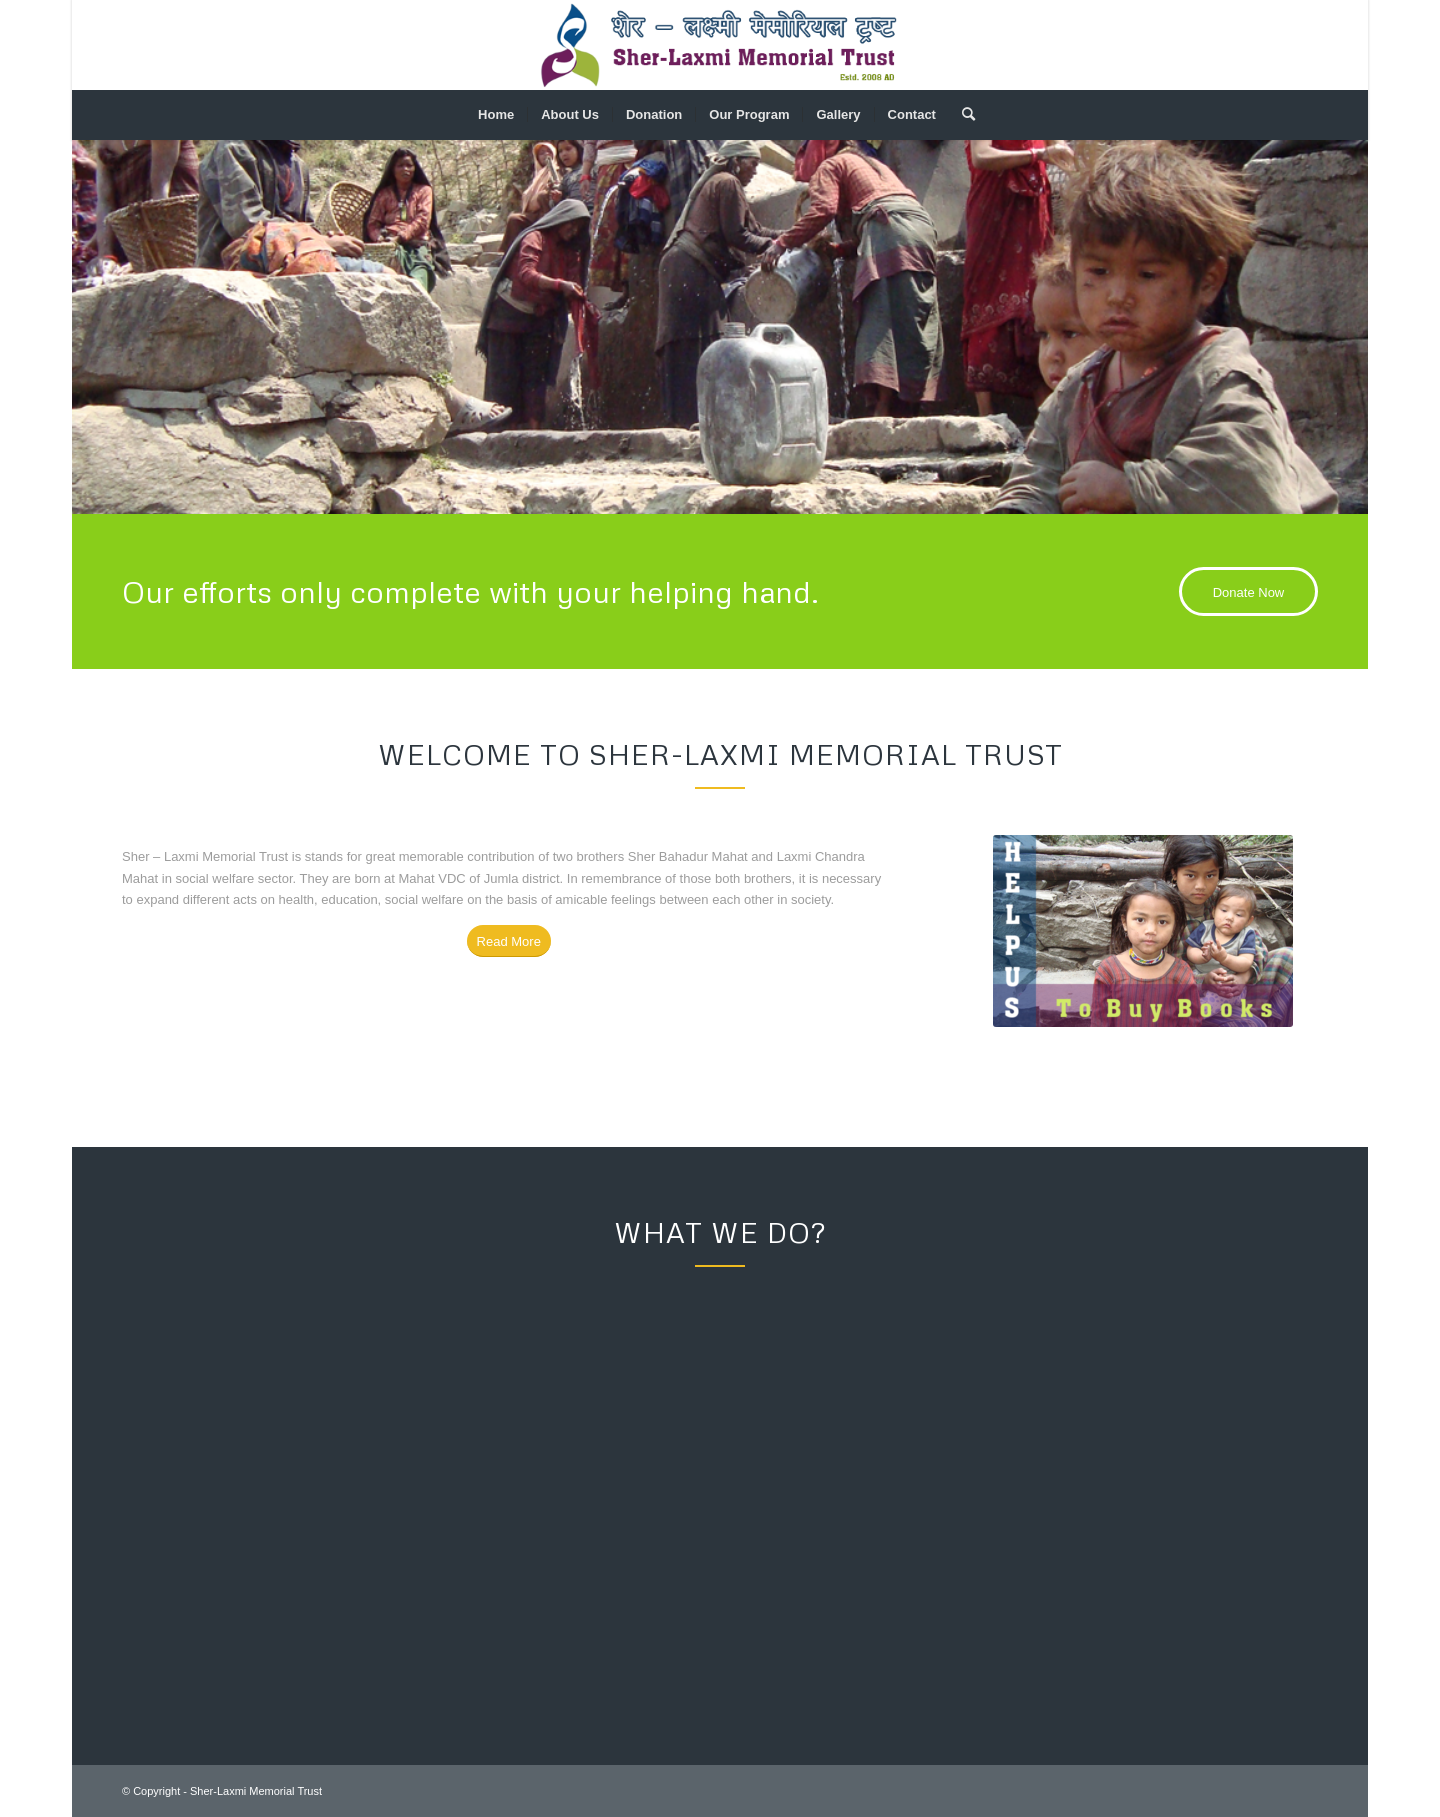 शेर – लक्ष्मी मेमोरियल ट्रष्ट
Sher-Laxmi Memorial Trust
Estd. 2008 AD
Home About Us Donation Our Program Gallery Contact
Our efforts only complete with your helping hand.
Donate Now
WELCOME TO SHER-LAXMI MEMORIAL TRUST
Sher – Laxmi Memorial Trust is stands for great memorable contribution of two brothers Sher Bahadur Mahat and Laxmi Chandra
Mahat in social welfare sector. They are born at Mahat VDC of Jumla district. In remembrance of those both brothers, it is necessary
to expand different acts on health, education, social welfare on the basis of amicable feelings between each other in society.
Read More
HELPUS
To Buy Books
WHAT WE DO?
© Copyright - Sher-Laxmi Memorial Trust